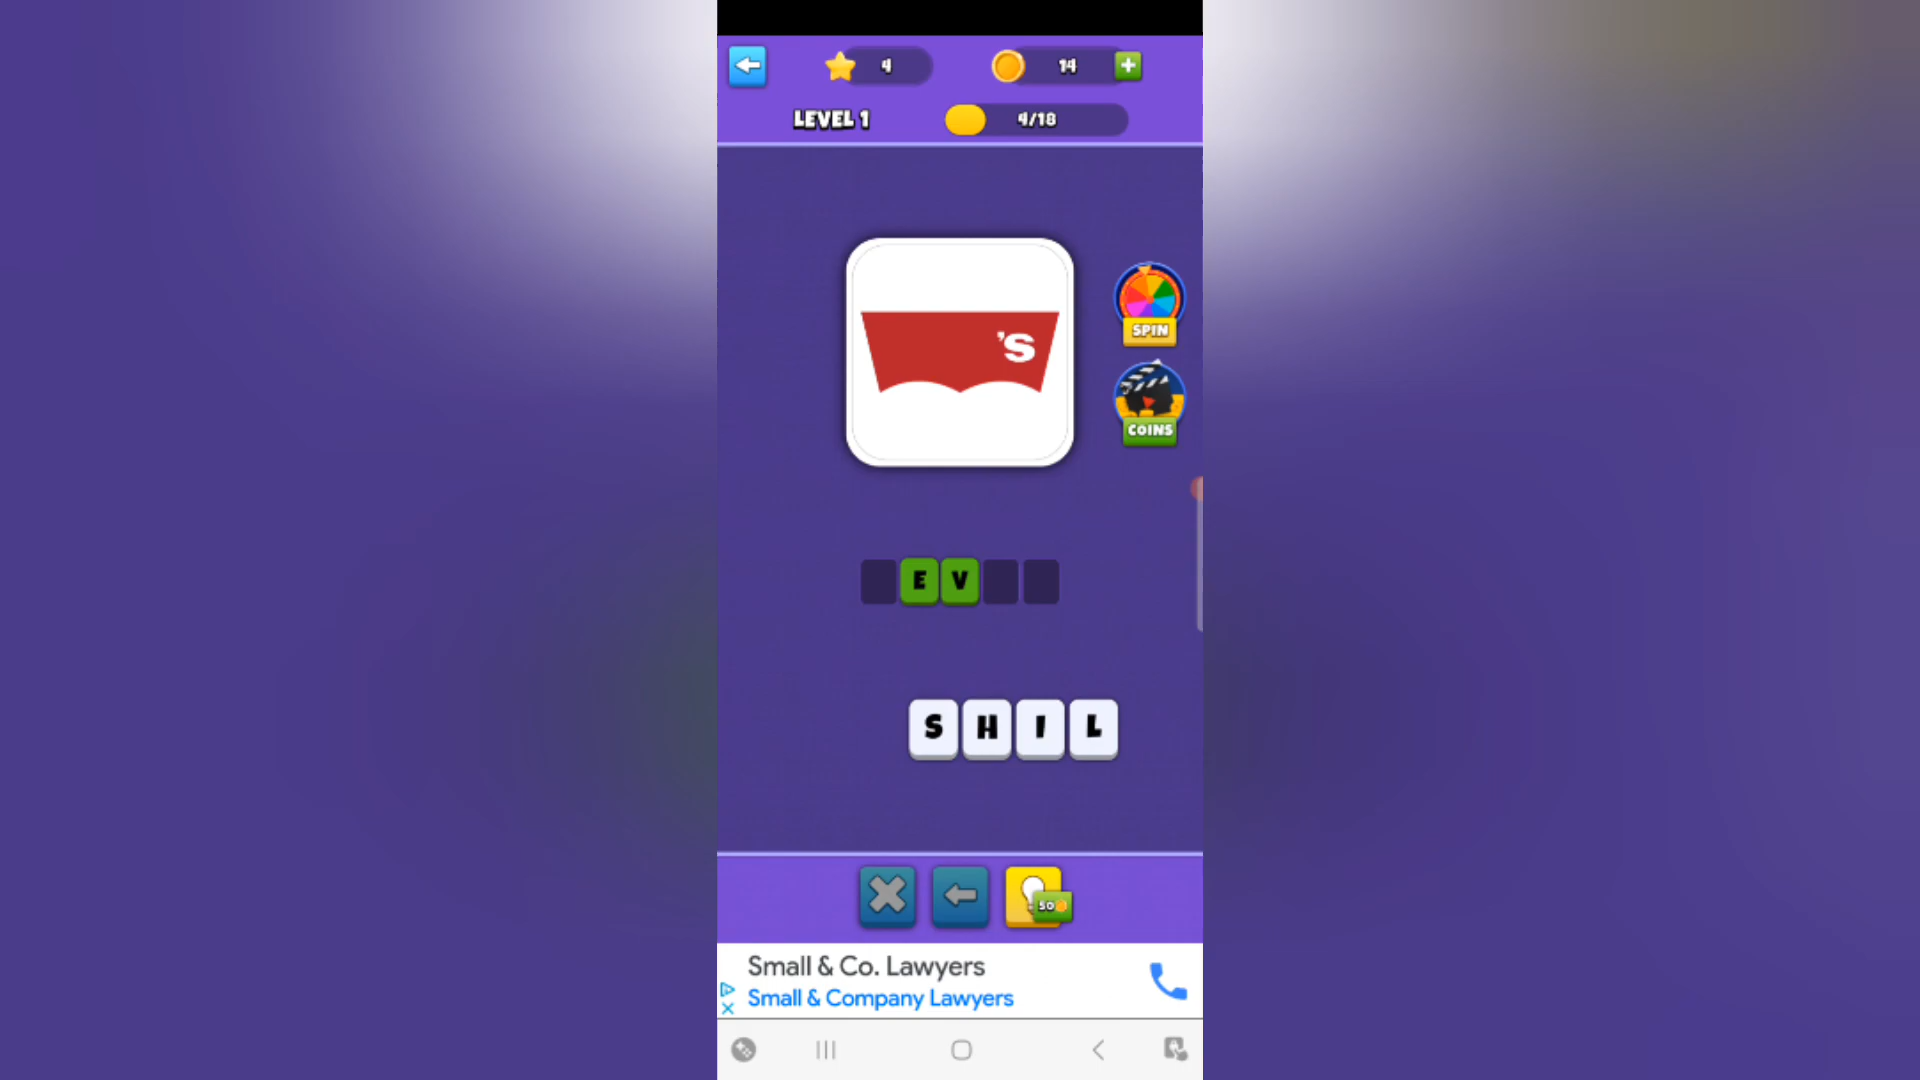 4
14
LEVEL 1
4/18
'S
SPIN
COINS
E V
S H I L
50
Small & Co. Lawyers
Small & Company Lawyers